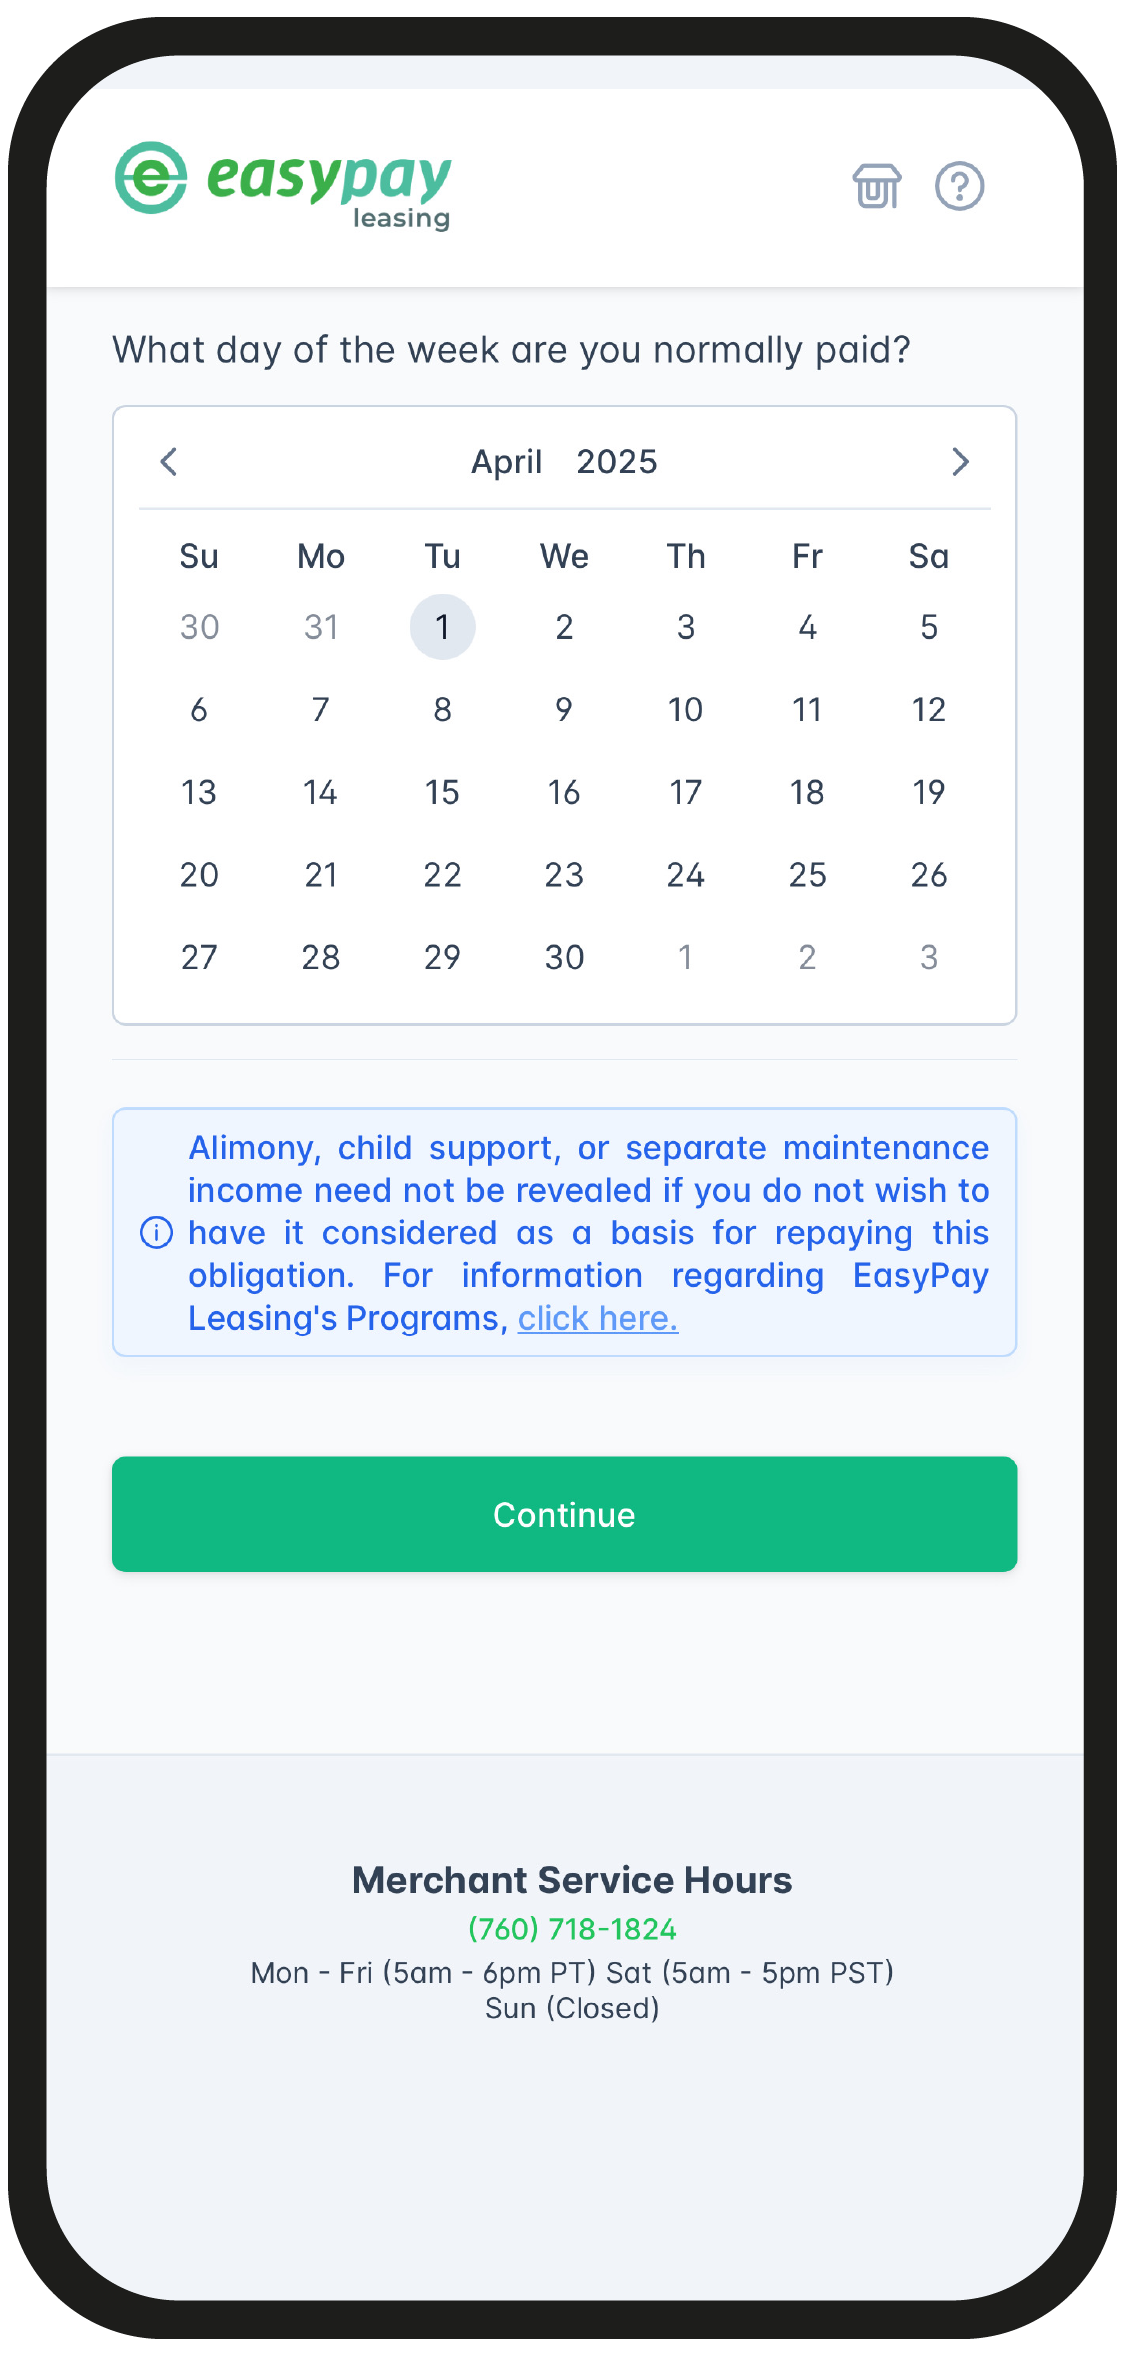 e easypay
leasing
What day of the week are you normally paid?
April 2025
Su Mo Tu We Th Fr Sa
30 31 1 2 3 4 5
6 7 8 9 10 11 12
13 14 15 16 17 18 19
20 21 22 23 24 25 26
27 28 29 30 1 2 3
Alimony, child support, or separate maintenance
income need not be revealed if you do not wish to
have it considered as a basis for repaying this
obligation. For information regarding EasyPay
Leasing's Programs, click here.
Continue
Merchant Service Hours
(760) 718-1824
Mon - Fri (5am - 6pm PT) Sat (5am - 5pm PST)
Sun (Closed)